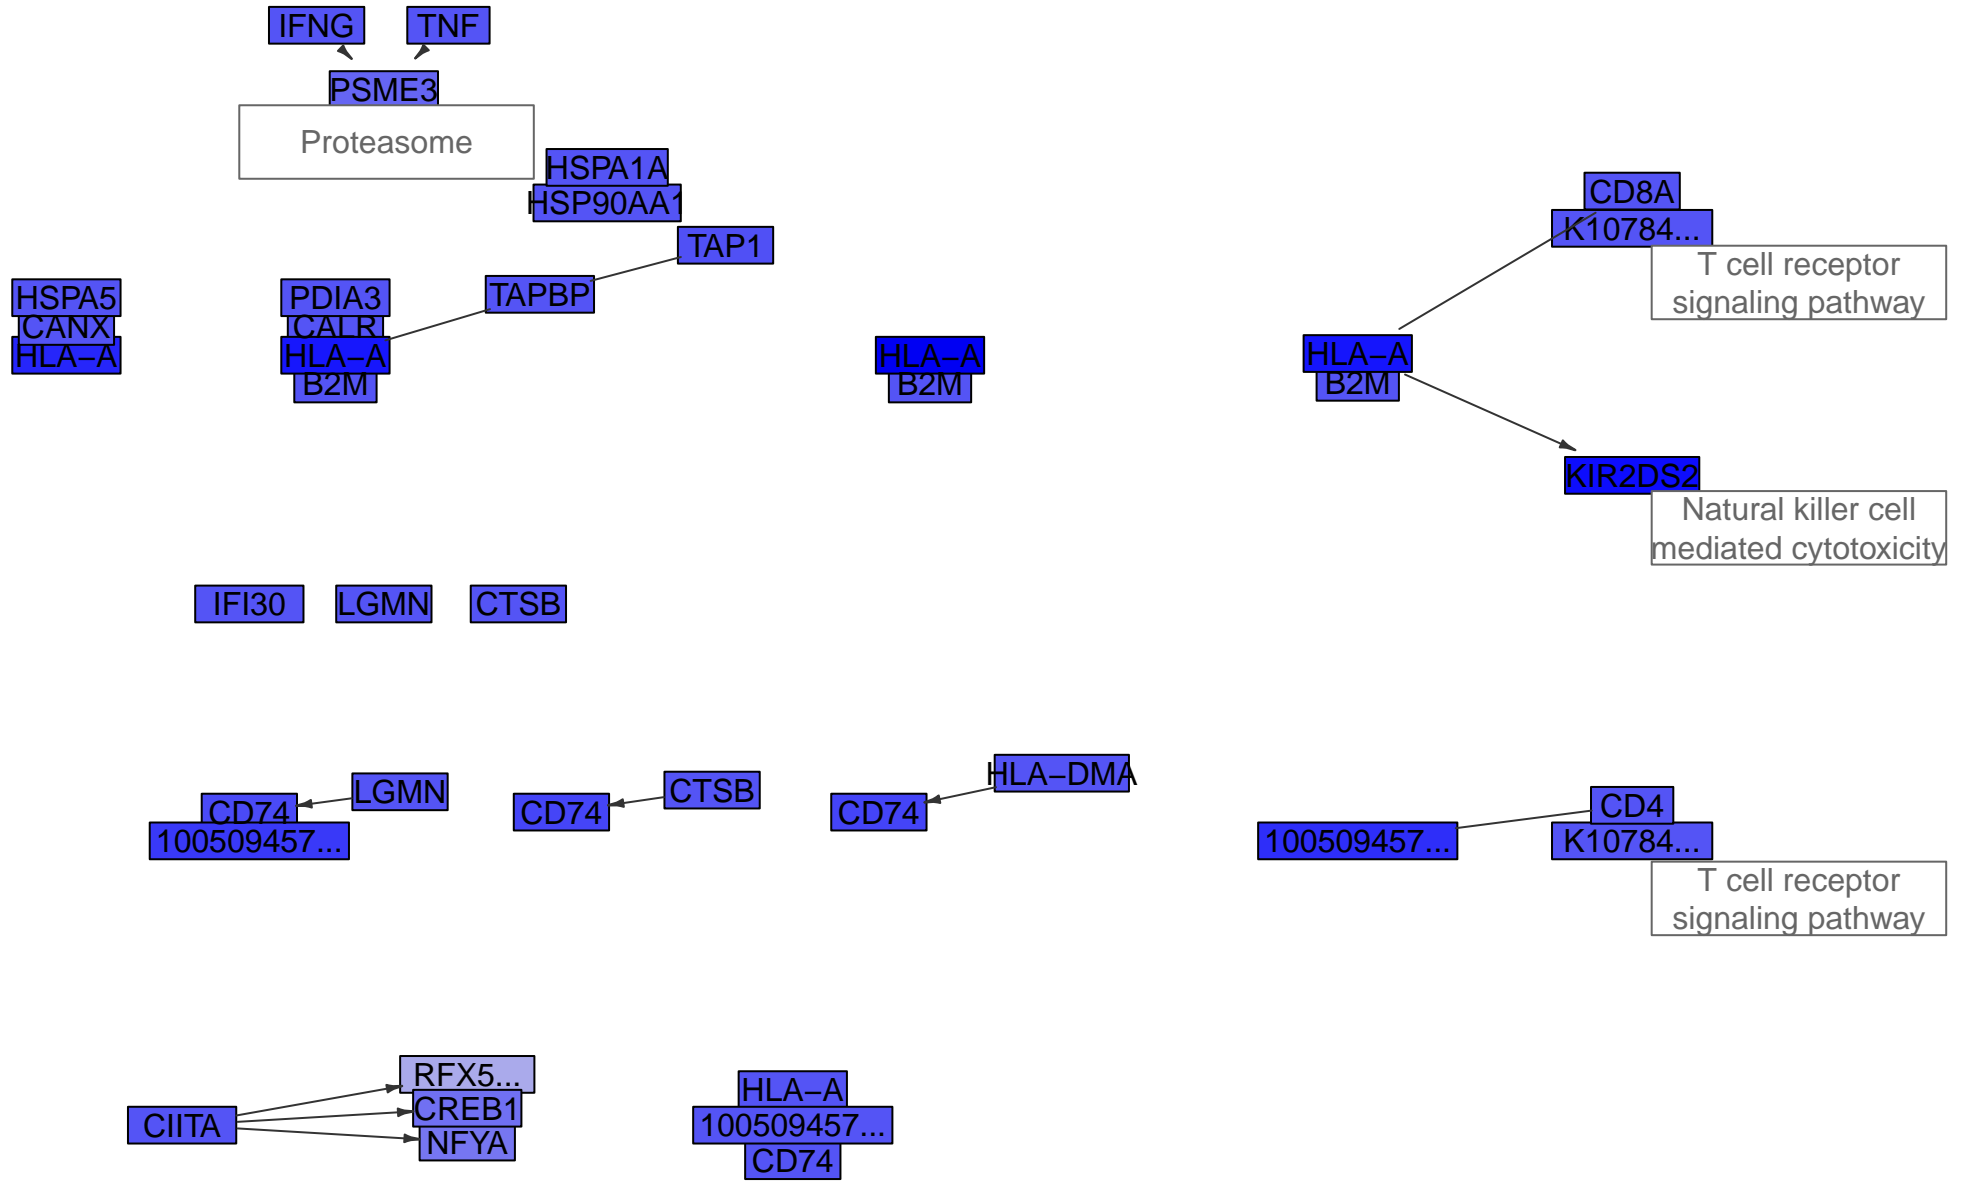 IFNG
TNF
PSME3
Proteasome
HSPA1A
HSP90AA1
CD8A
K10784...
T cell receptor
signaling pathway
TAP1
TAPBP
HSPA5
CANX
HLA−A
PDIA3
CALR
HLA−A
B2M
HLA−A
B2M
HLA−A
B2M
KIR2DS2
Natural killer cell
mediated cytotoxicity
IFI30
LGMN
CTSB
CD74
100509457...
LGMN
CD74
CTSB
CD74
HLA−DMA
100509457...
CD4
K10784...
T cell receptor
signaling pathway
CIITA
RFX5...
CREB1
NFYA
HLA−A
100509457...
CD74